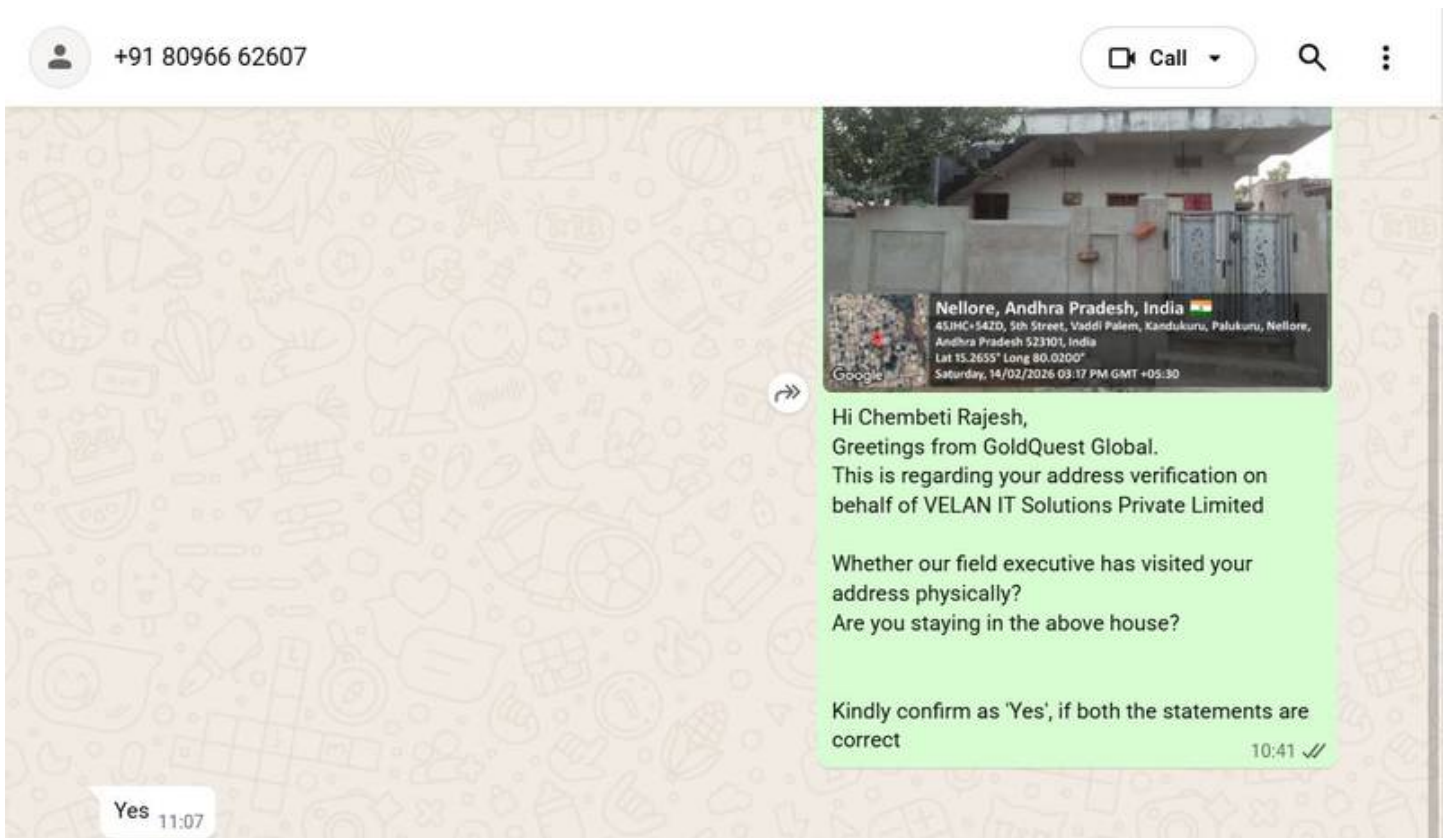 +91 80966 62607
Call
Nellore, Andhra Pradesh, India
45JHC+54ZD, 5th Street, Vaddi Palem, Kandukuru, Palukuru, Nellore,
Andhra Pradesh 523101, India
Lat 15.2655° Long 80.0200°
Saturday, 14/02/2026 03:17 PM GMT +05:30
Google
Hi Chembeti Rajesh,
Greetings from GoldQuest Global.
This is regarding your address verification on
behalf of VELAN IT Solutions Private Limited
Whether our field executive has visited your
address physically?
Are you staying in the above house?
Kindly confirm as 'Yes', if both the statements are
correct
10:41
Yes 11:07